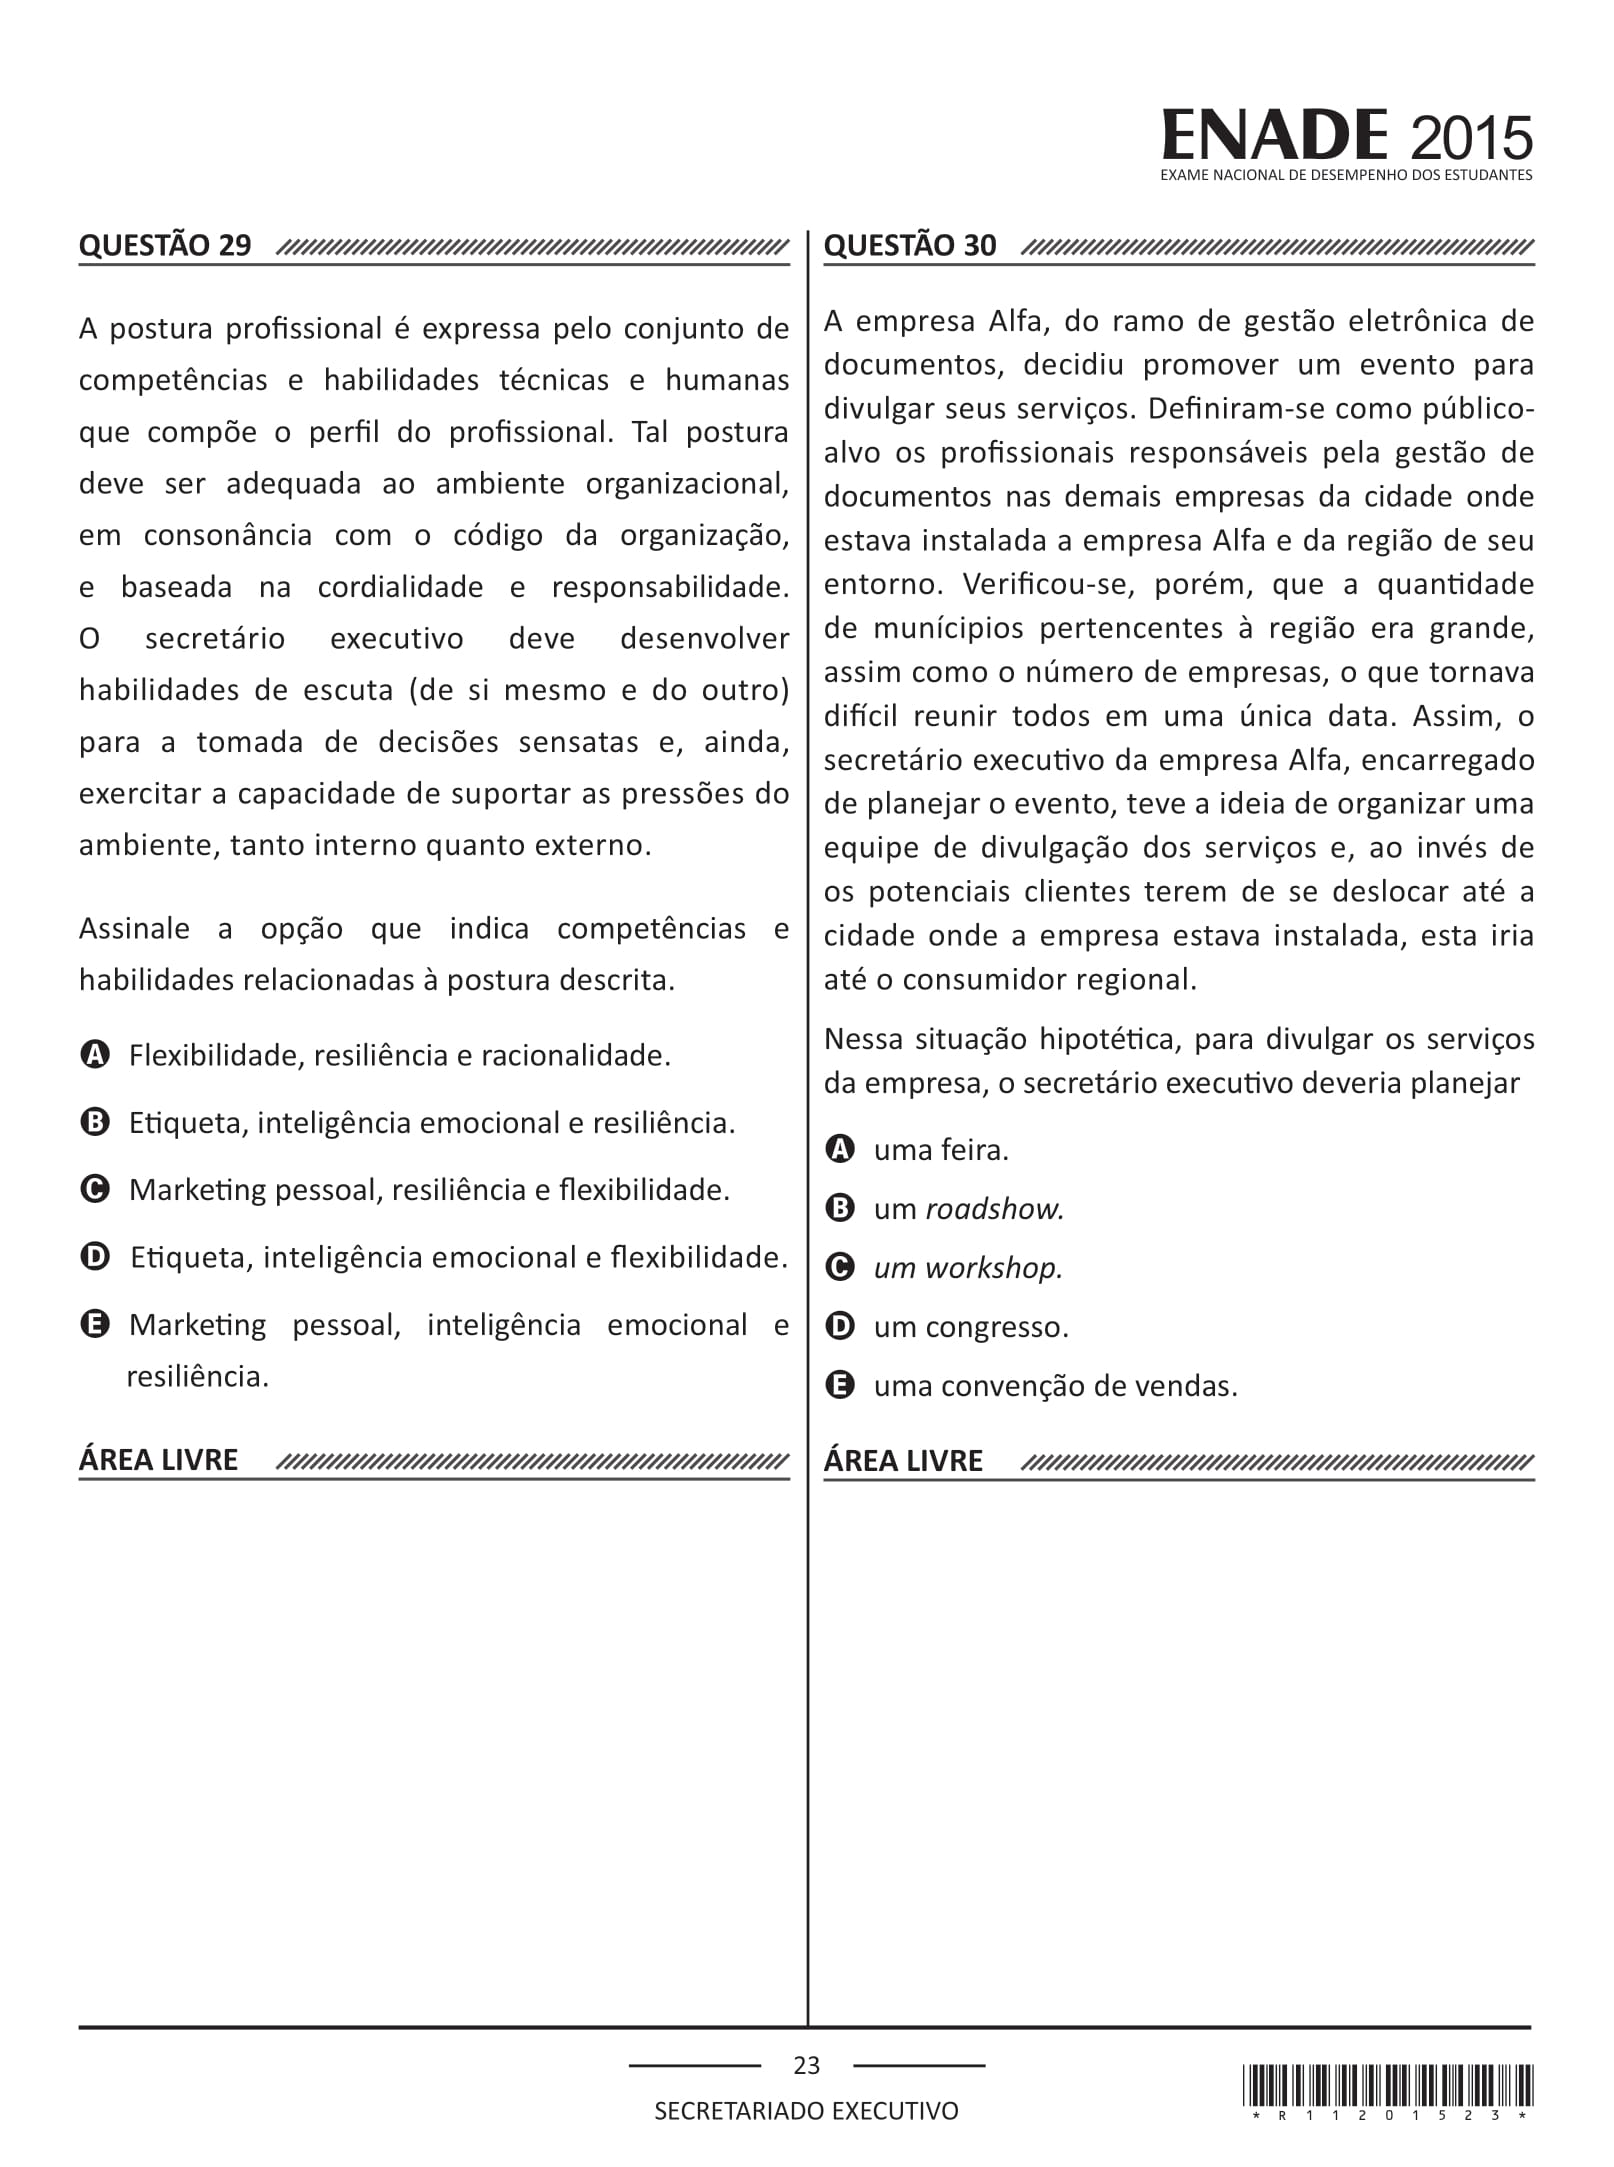 ENADE 2015
EXAME NACIONAL DE DESEMPENHO DOS ESTUDANTES
QUESTÃO 29
A postura profissional é expressa pelo conjunto de
competências e habilidades técnicas e humanas
que compõe o perfil do profissional. Tal postura
deve ser adequada ao ambiente organizacional,
em consonância com o código da organização,
e baseada na cordialidade e responsabilidade.
O secretário executivo deve desenvolver
habilidades de escuta (de si mesmo e do outro)
para a tomada de decisões sensatas e, ainda,
exercitar a capacidade de suportar as pressões do
ambiente, tanto interno quanto externo.
Assinale a opção que indica competências e
habilidades relacionadas à postura descrita.
A Flexibilidade, resiliência e racionalidade.
B Etiqueta, inteligência emocional e resiliência.
C Marketing pessoal, resiliência e flexibilidade.
D Etiqueta, inteligência emocional e flexibilidade.
E Marketing pessoal, inteligência emocional e
resiliência.
ÁREA LIVRE
QUESTÃO 30
A empresa Alfa, do ramo de gestão eletrônica de
documentos, decidiu promover um evento para
divulgar seus serviços. Definiram-se como público-
alvo os profissionais responsáveis pela gestão de
documentos nas demais empresas da cidade onde
estava instalada a empresa Alfa e da região de seu
entorno. Verificou-se, porém, que a quantidade
de munícipios pertencentes à região era grande,
assim como o número de empresas, o que tornava
difícil reunir todos em uma única data. Assim, o
secretário executivo da empresa Alfa, encarregado
de planejar o evento, teve a ideia de organizar uma
equipe de divulgação dos serviços e, ao invés de
os potenciais clientes terem de se deslocar até a
cidade onde a empresa estava instalada, esta iria
até o consumidor regional.
Nessa situação hipotética, para divulgar os serviços
da empresa, o secretário executivo deveria planejar
A uma feira.
B um roadshow.
C um workshop.
D um congresso.
E uma convenção de vendas.
ÁREA LIVRE
23
SECRETARIADO EXECUTIVO
*R11201523*